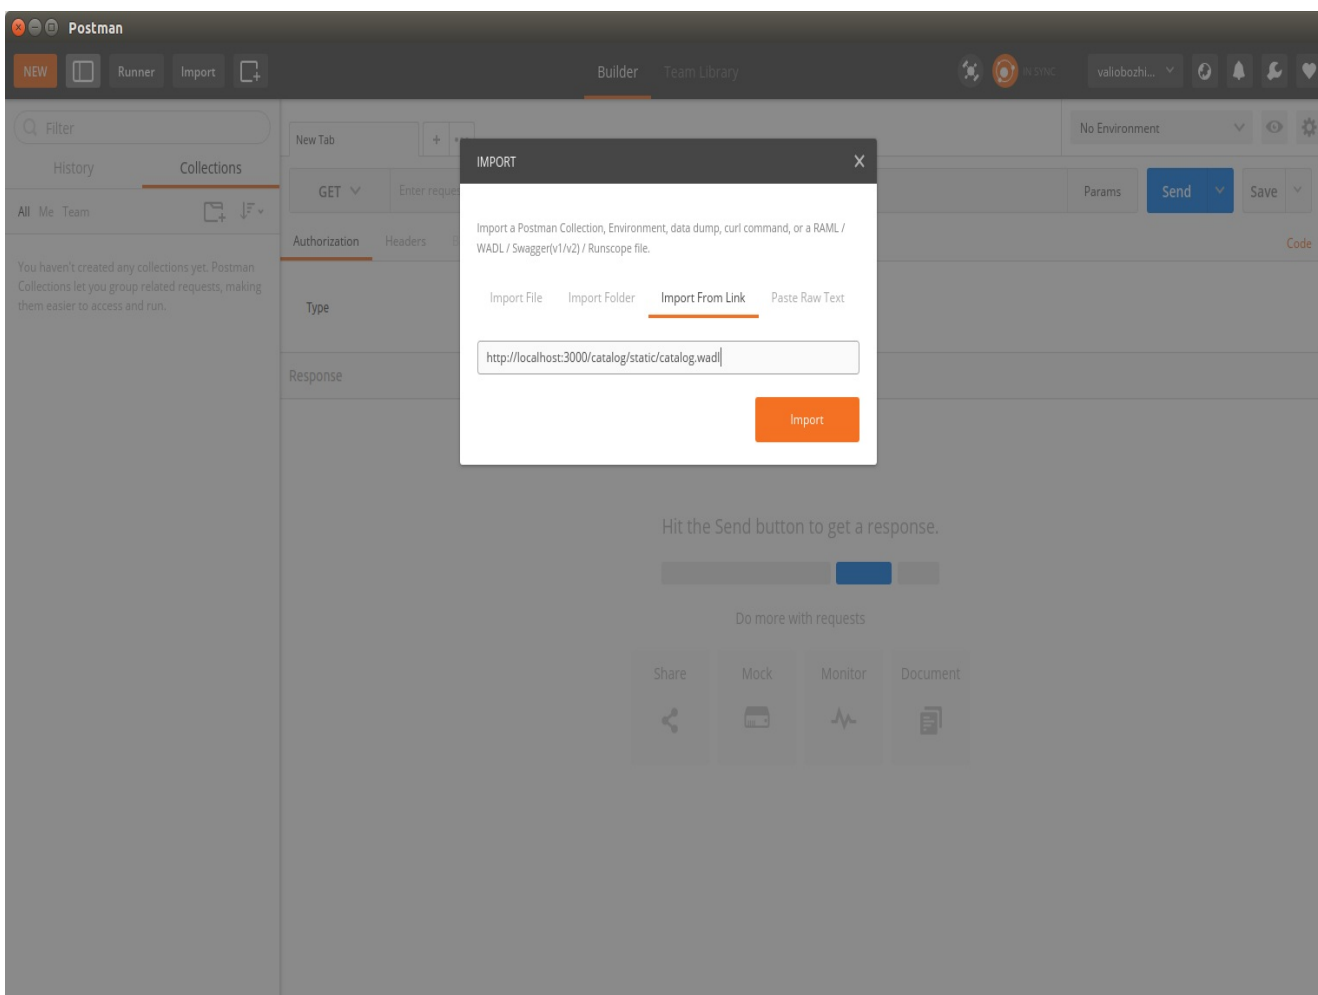 Postman
NEW Runner Import Builder Team Library IN SYNC valiobozhi...
Filter
History Collections
All Me Team
You haven't created any collections yet. Postman
Collections let you group related requests, making
them easier to access and run.
New Tab + No Environment
GET Enter reque Params Send Save
Authorization Headers Code
Type
Response
IMPORT X
Import a Postman Collection, Environment, data dump, curl command, or a RAML /
WADL / Swagger(v1/v2) / Runscope file.
Import File Import Folder Import From Link Paste Raw Text
http://localhost:3000/catalog/static/catalog.wadl
Import
Hit the Send button to get a response.
Do more with requests
Share Mock Monitor Document